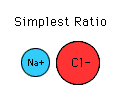 Simplest Ratio
Na+ Cl-